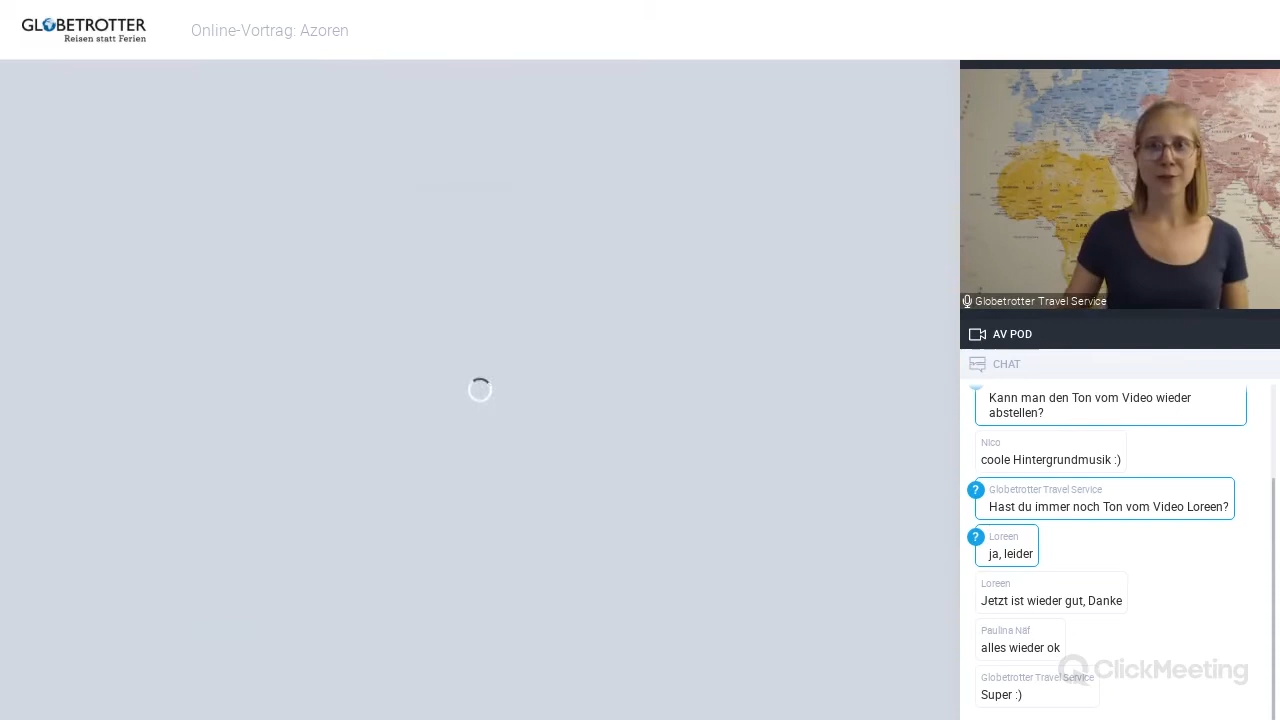 GLOBETROTTER
Reisen statt Ferien
Online-Vortrag: Azoren
Globetrotter Travel Service
AV POD
CHAT
Kann man den Ton vom Video wieder
abstellen?
Nico
coole Hintergrundmusik :)
?
Globetrotter Travel Service
Hast du immer noch Ton vom Video Loreen?
?
Loreen
ja, leider
Loreen
Jetzt ist wieder gut, Danke
Paulina Näf
alles wieder ok
ClickMeeting
Globetrotter Travel Service
Super :)